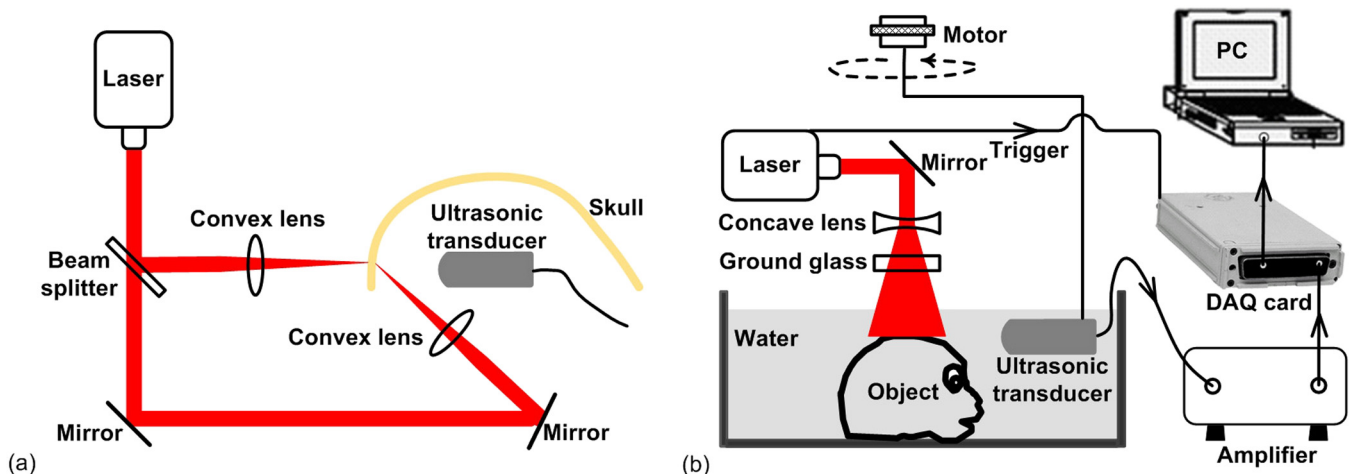 Laser
Convex lens
Ultrasonic
transducer
Skull
Beam
splitter
Convex lens
Mirror
Mirror
(a)
Motor
PC
Laser
Mirror
Trigger
Concave lens
Ground glass
DAQ card
Water
Object
Ultrasonic
transducer
Amplifier
(b)